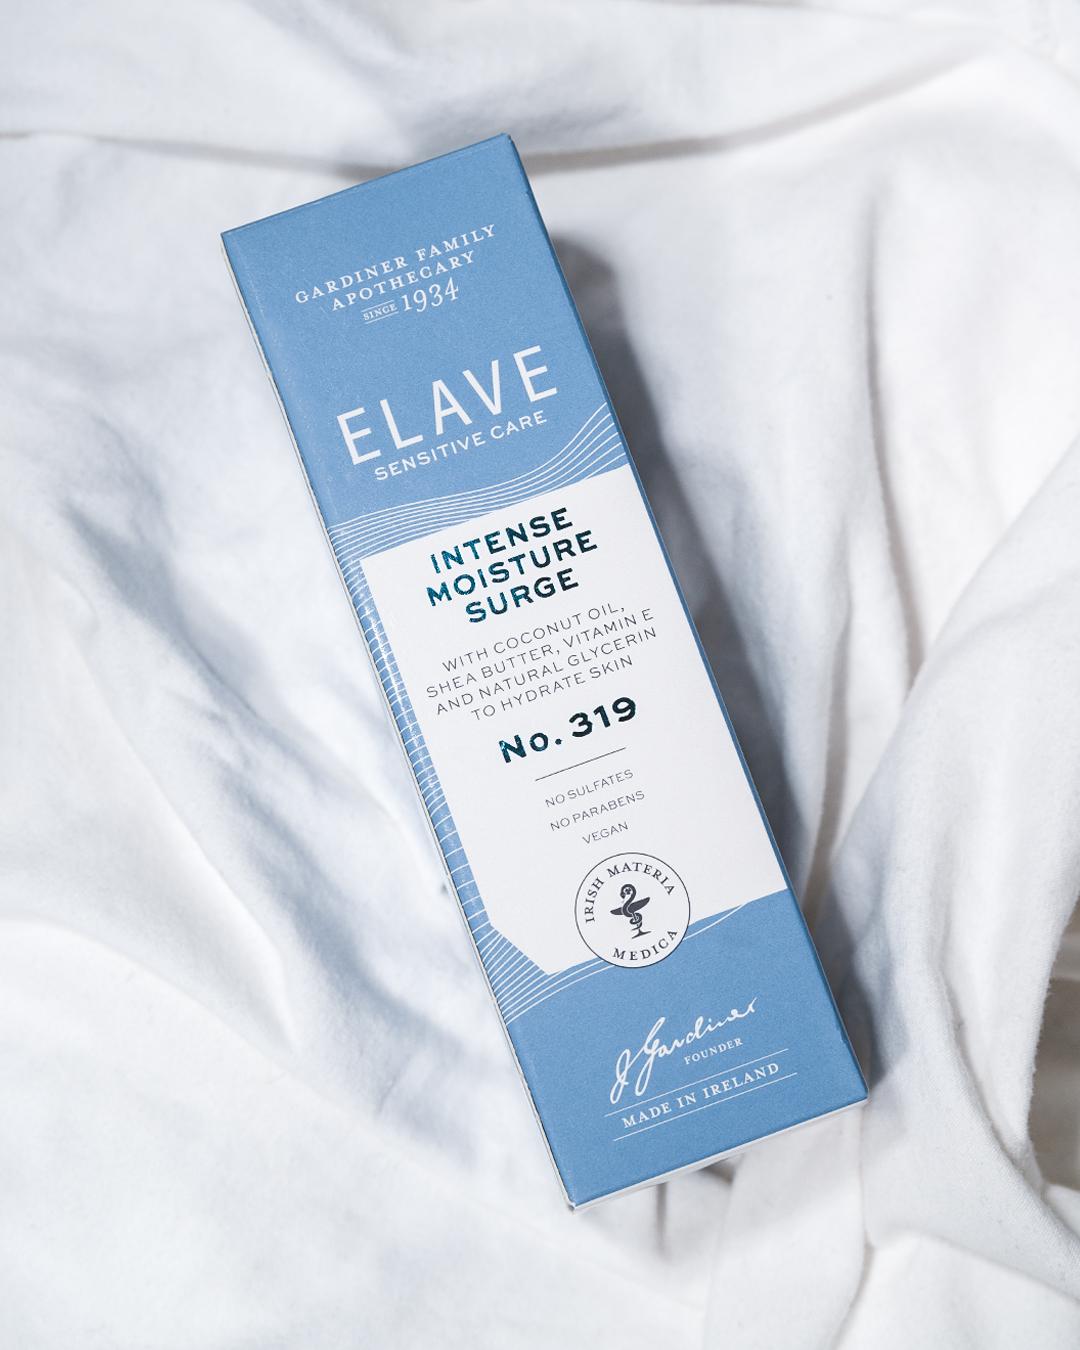 GARDINER FAMILY
APOTHECARY
SINCE 1934
ELAVE
SENSITIVE CARE
INTENSE
MOISTURE
SURGE
WITH COCONUT OIL,
SHEA BUTTER, VITAMIN E
AND NATURAL GLYCERIN
TO HYDRATE SKIN
No. 319
NO SULFATES
NO PARABENS
VEGAN
IRISH MATERIA
MEDICA
J Gardiner
FOUNDER
MADE IN IRELAND